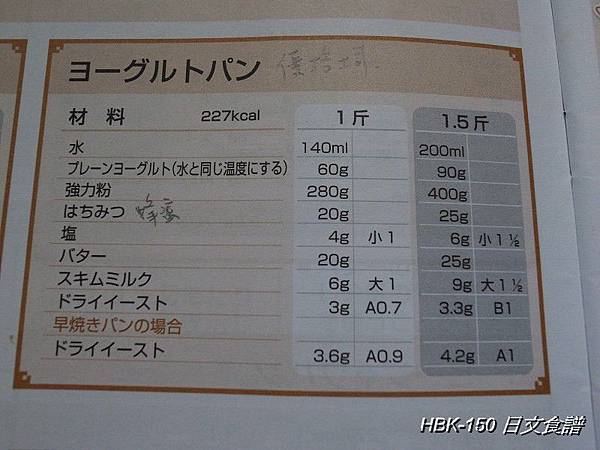 ヨーグルトパン
材料 227kcal 1斤 1.5斤
水 140ml 200ml
プレーンヨーグルト(水と同じ温度にする) 60g 90g
強力粉 280g 400g
はちみつ 蜂蜜 20g 25g
塩 4g 小1 6g 小1½
バター 20g 25g
スキムミルク 6g 大1 9g 大1½
ドライイースト 3g A0.7 3.3g B1
早焼きパンの場合
ドライイースト 3.6g A0.9 4.2g A1
HBK-150 日文食譜